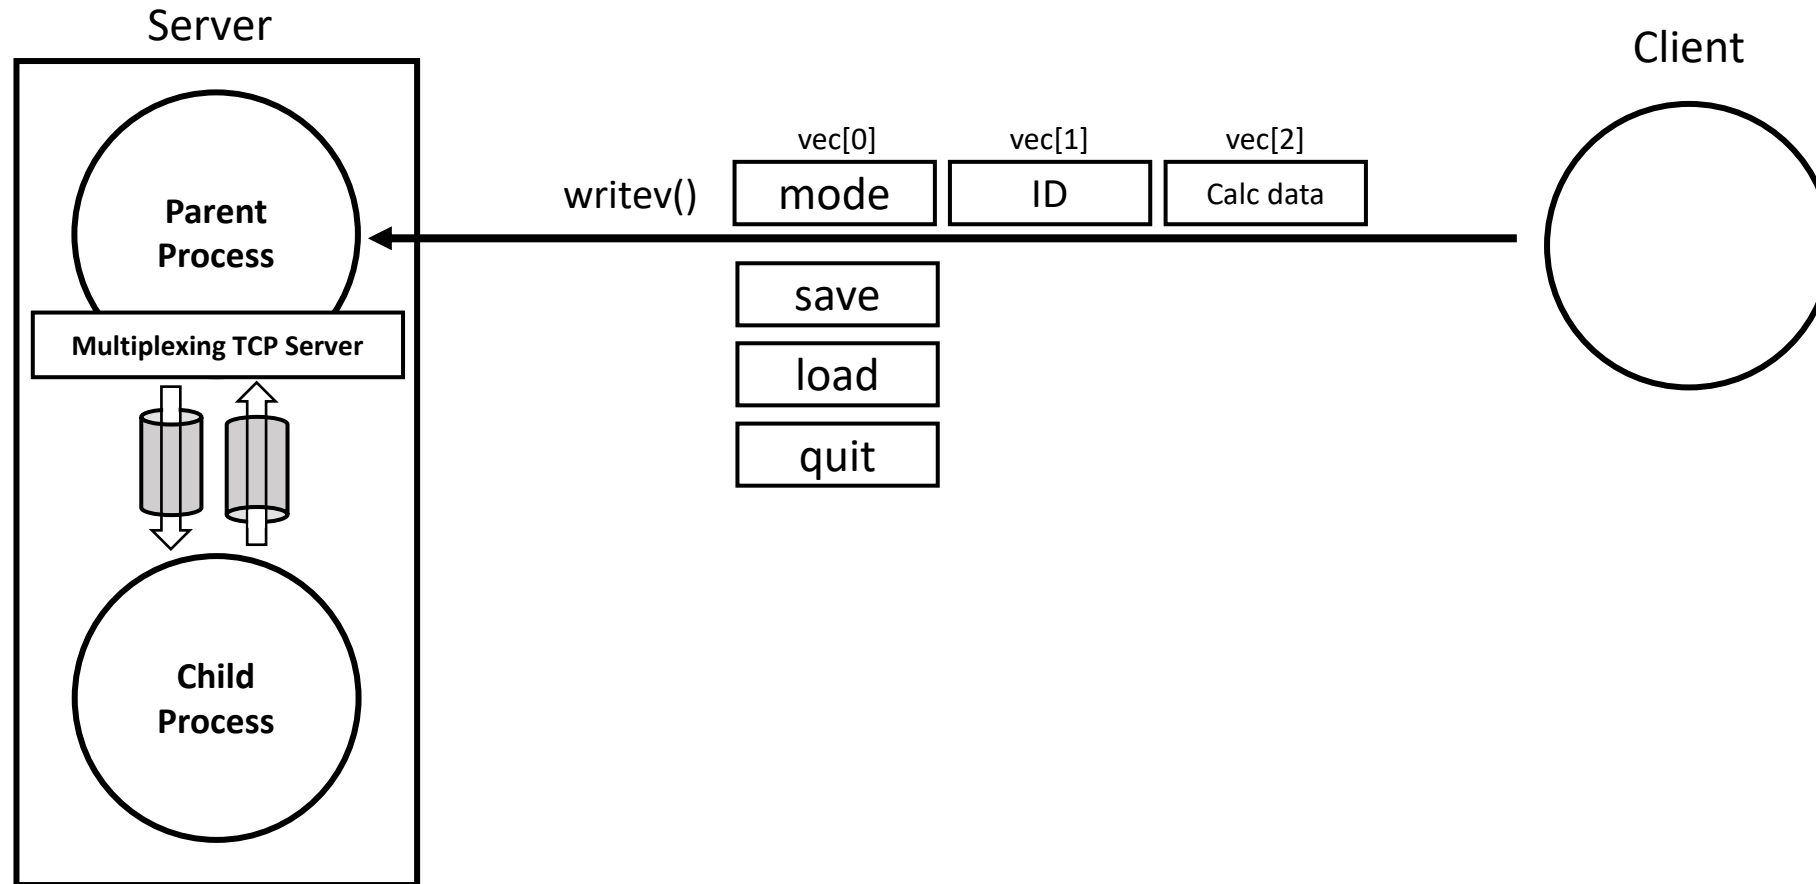 Server
Client
vec[0] vec[1] vec[2]
writev() mode ID Calc data
Parent
Process
save
Multiplexing TCP Server
load
quit
Child
Process